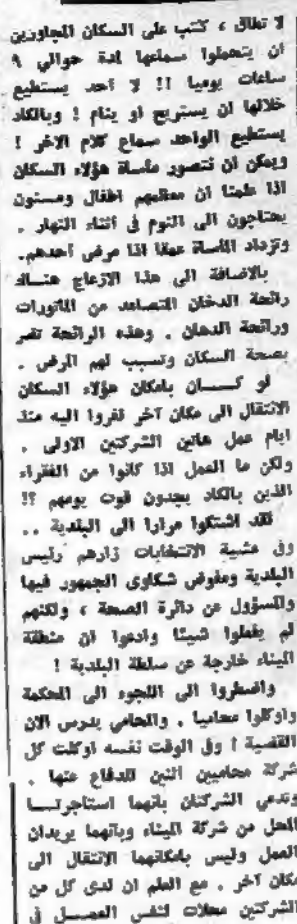 لا تطاق ، كتب على السكان المجاورين
ان يتحملوا سماعها لمدة حوالي ٩
ساعات يوميا !! لا احد يستطيع
خلالها ان يستريح او ينام ! وبالكاد
يستطيع الواحد سماع كلام الاخر !
ويمكن ان نتصور مأساة هؤلاء السكان
اذا علمنا ان معظمهم اطفال ومسنون
يحتاجون الى النوم في اثناء النهار .
وتزداد المأساة عمقا اذا مرض احدهم.
بالاضافة الى هذا الازعاج هنـــاك
رائحة الدخان المتصاعد من الماتورات
ورائحة الدهان . وهذه الرائحة تضر
بصحة السكان وتسبب لهم المرض .
لو كـــــان بامكان هؤلاء السكان
الانتقال الى مكان آخر لفروا اليه منذ
ايام عمل هاتين الشركتين الاولى .
ولكن ما العمل اذا كانوا من الفقراء
الذين بالكاد يجدون قوت يومهم ؟!
لقد اشتكوا مرارا الى البلدية ..
وفي عشية الانتخابات زارهم رئيس
البلدية ومفوض شكاوى الجمهور فيها
والمسؤول عن دائرة الصحة ، ولكنهم
لم يفعلوا شيئا وادعوا ان منطقة
الميناء خارجة عن سلطة البلدية !
واضطروا الى اللجوء الى المحكمة
واوكلوا محاميا . والمحامي يدرس الآن
القضية ! وفي الوقت نفسه اوكلت كل
شركة محاميين اثنين للدفاع عنها .
وتدعي الشركتان بانهما استاجرتـــا
المحل من شركة الميناء وبانهما يريدان
العمل وليس بامكانهما الانتقال الى
مكان آخر . مع العلم ان لدى كل من
الشركتين محلات لنفس العمـــل في